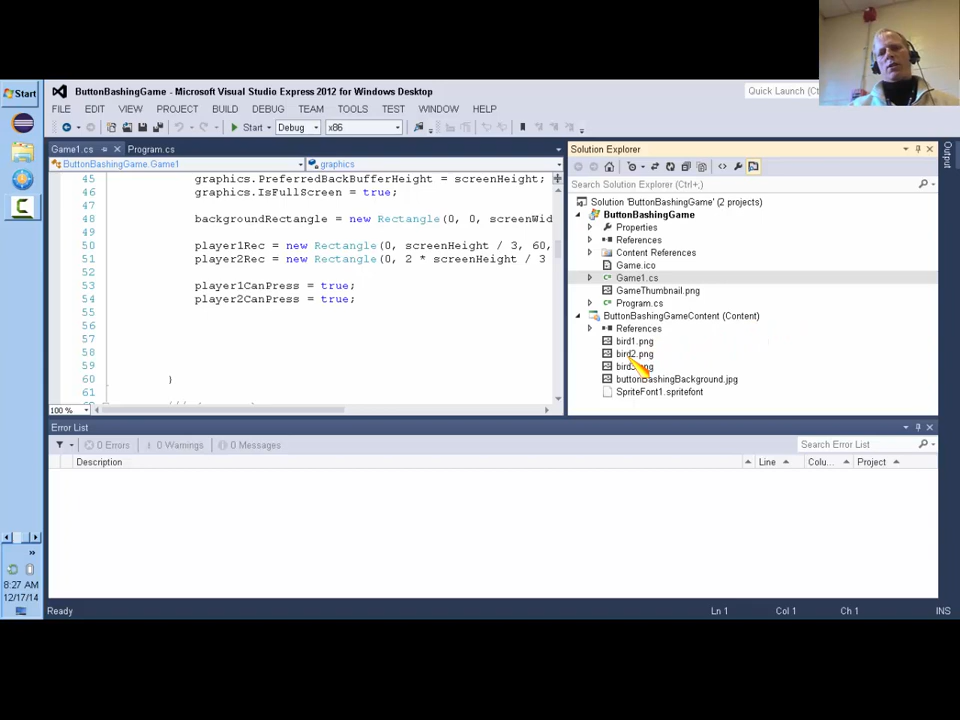 Start
ButtonBashingGame - Microsoft Visual Studio Express 2012 for Windows Desktop
Quick Launch (Ctrl+
FILE EDIT VIEW PROJECT BUILD DEBUG TEAM TOOLS TEST WINDOW HELP
Start Debug x86
Game1.cs Program.cs
ButtonBashingGame.Game1 graphics
45 graphics.PreferredBackBufferHeight = screenHeight;
46 graphics.IsFullScreen = true;
47
48 backgroundRectangle = new Rectangle(0, 0, screenWid
49
50 player1Rec = new Rectangle(0, screenHeight / 3, 60,
51 player2Rec = new Rectangle(0, 2 * screenHeight / 3
52
53 player1CanPress = true;
54 player2CanPress = true;
55
56
57
58
59
60 }
61
100 %
Solution Explorer
Search Solution Explorer (Ctrl+;)
Solution 'ButtonBashingGame' (2 projects)
ButtonBashingGame
Properties
References
Content References
Game.ico
Game1.cs
GameThumbnail.png
Program.cs
ButtonBashingGameContent (Content)
References
bird1.png
bird2.png
buttonBashingBackground.jpg
SpriteFont1.spritefont
Output
Error List
0 Errors 0 Warnings 0 Messages
Search Error List
Description Line Colu... Project
8:27 AM
12/17/14
Ready Ln 1 Col 1 Ch 1 INS